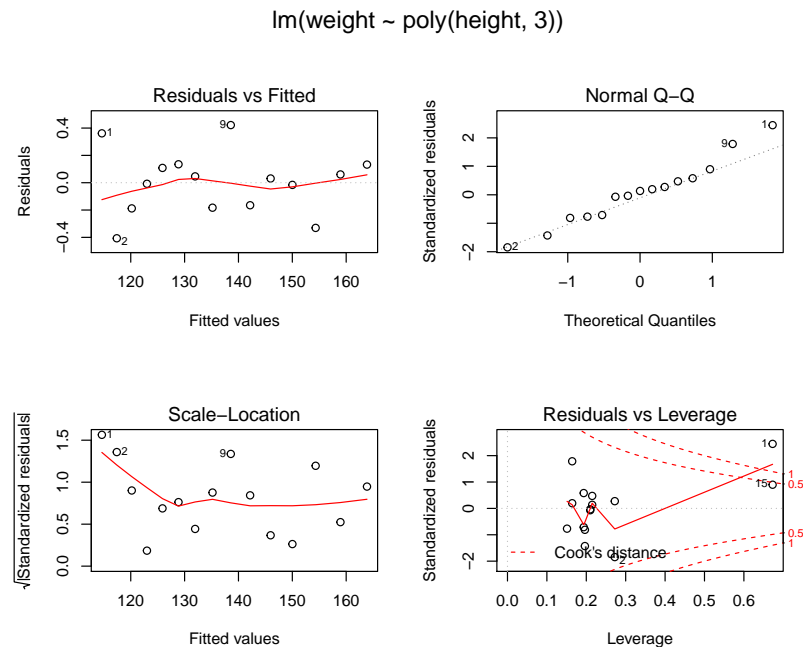 lm(weight ~ poly(height, 3))
Residuals vs Fitted
Residuals
0.4
0.0
−0.4
1
9
2
120 130 140 150 160
Fitted values
Normal Q−Q
Standardized residuals
2
1
0
−2
1
9
2
−1 0 1
Theoretical Quantiles
Scale−Location
√|Standardized residuals|
1.5
1.0
0.5
0.0
1
2
9
120 130 140 150 160
Fitted values
Residuals vs Leverage
Standardized residuals
2
1
0
−1
−2
1
15
2
1
0.5
0.5
1
Cook's distance
0.0 0.1 0.2 0.3 0.4 0.5 0.6
Leverage